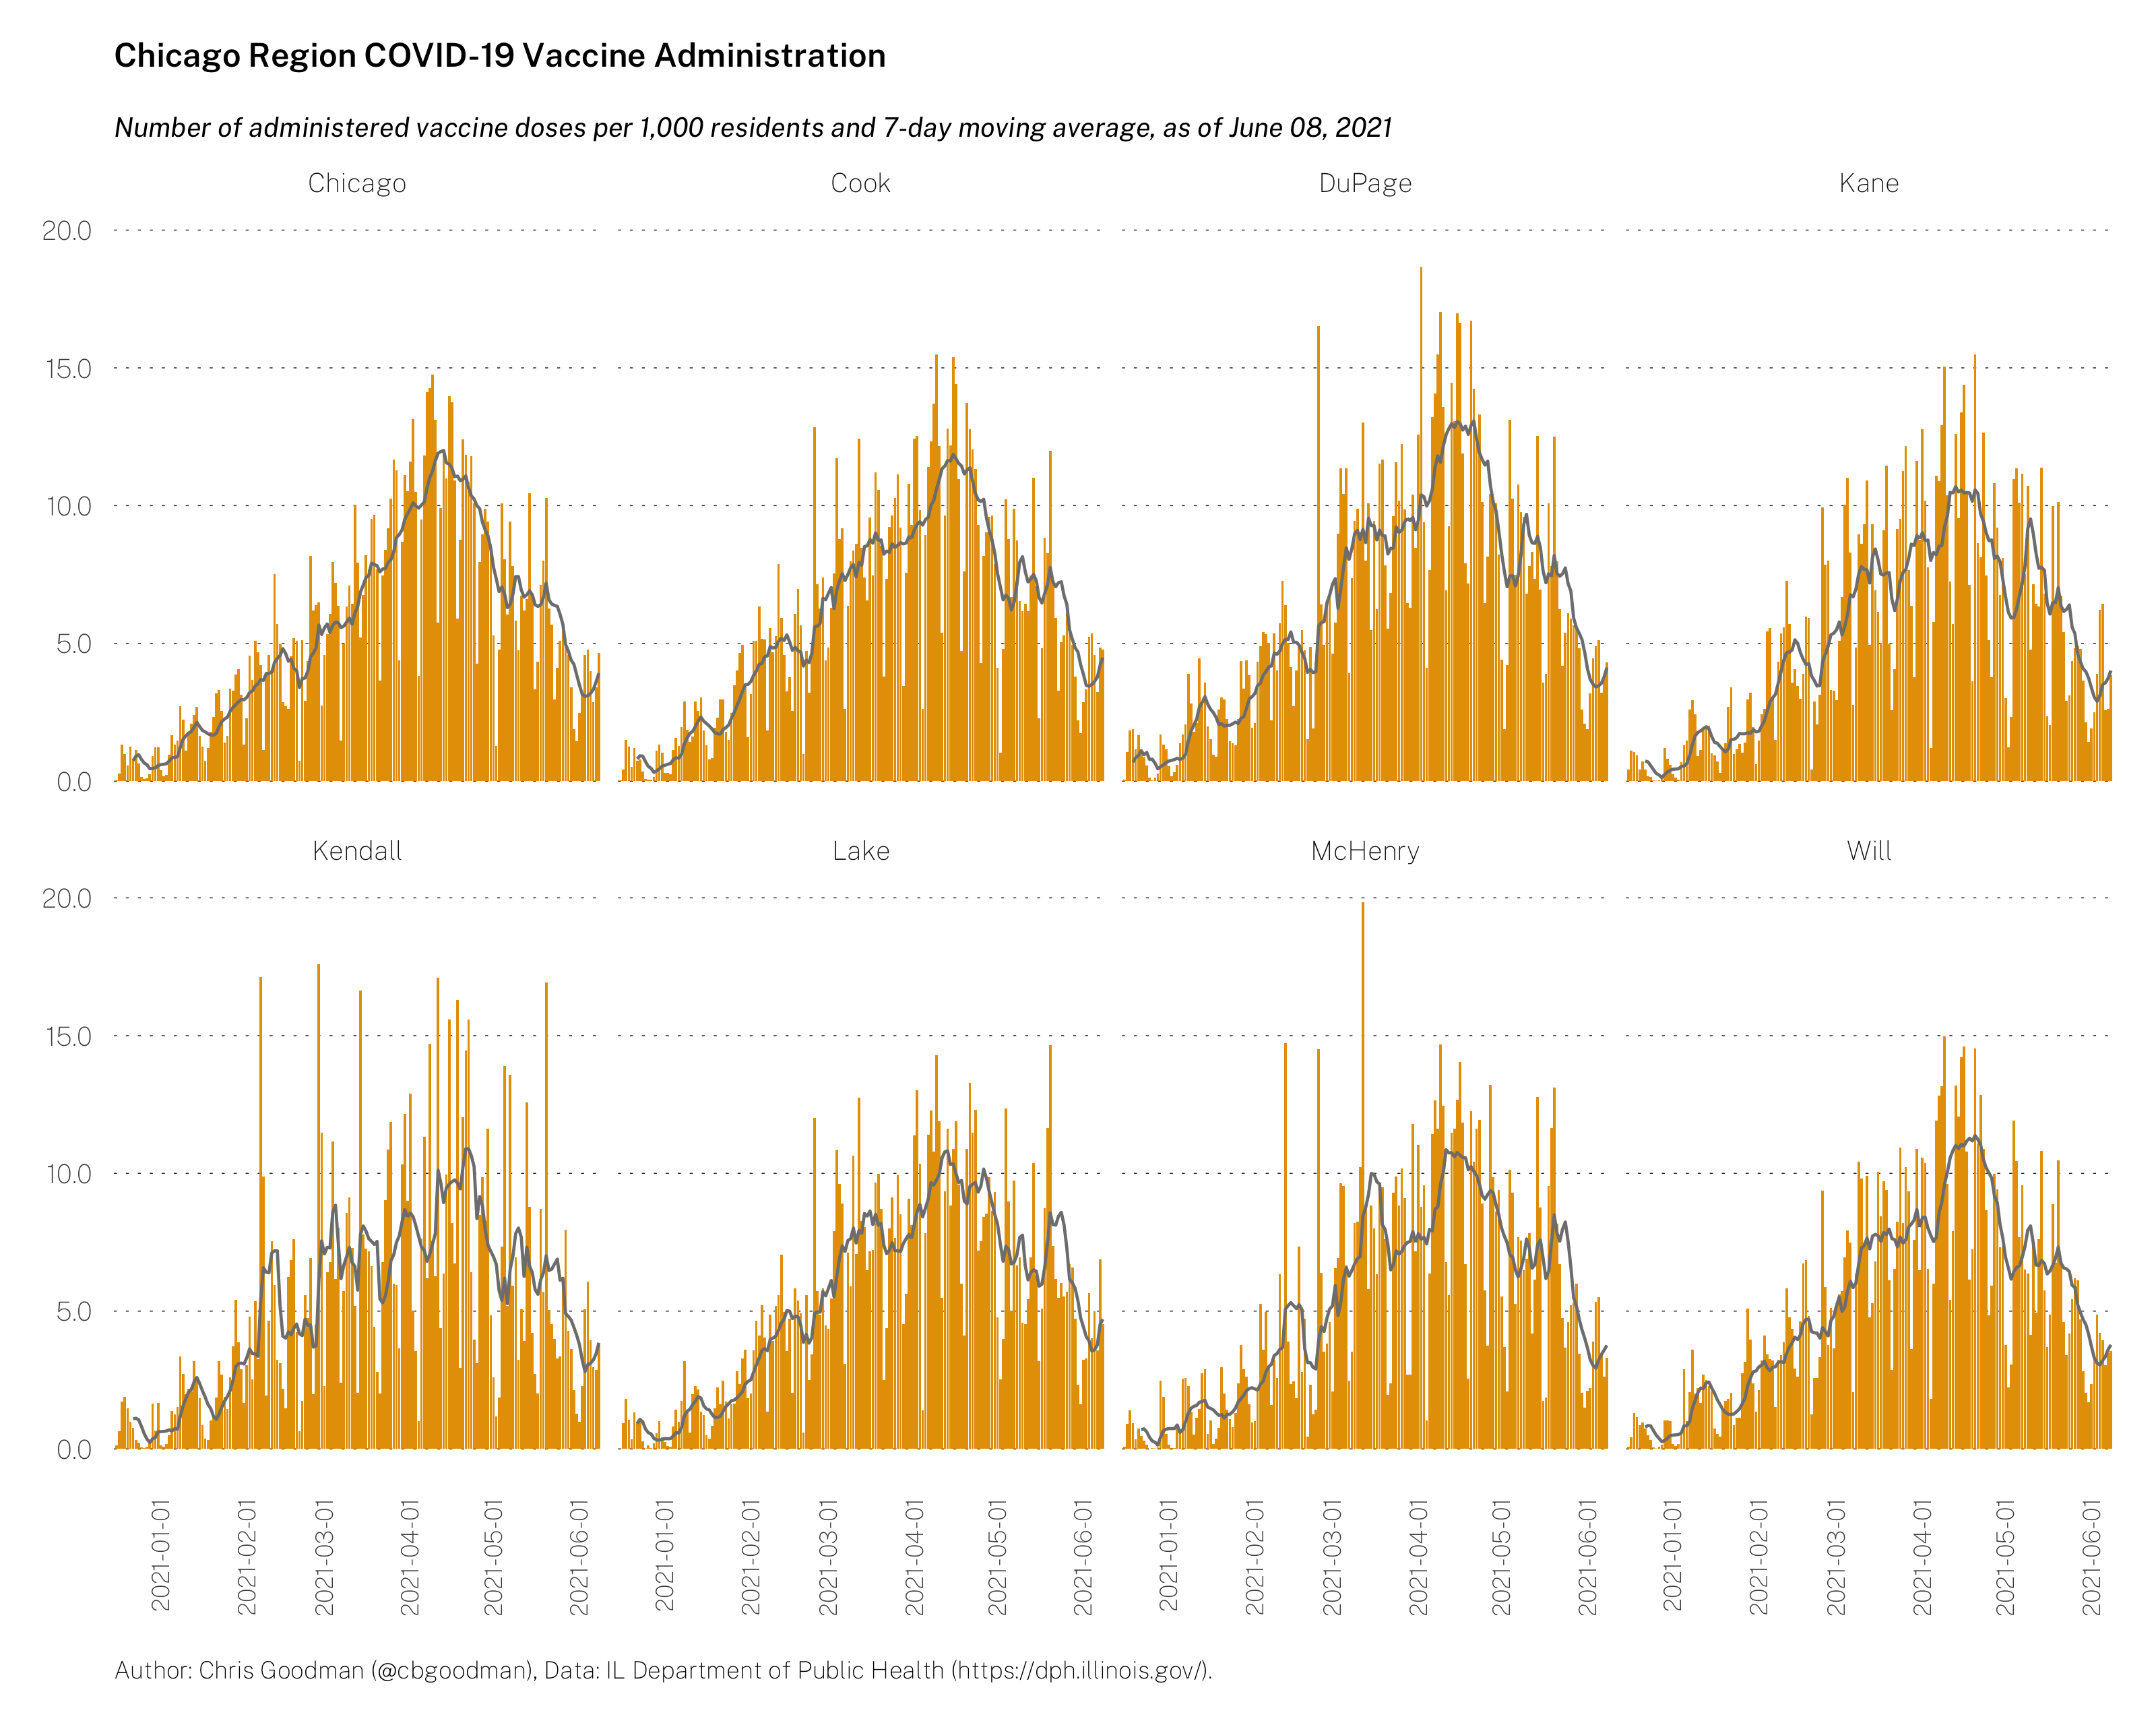 Chicago Region COVID-19 Vaccine Administration
Number of administered vaccine doses per 1,000 residents and 7-day moving average, as of June 08, 2021
Chicago Cook DuPage Kane
20.0
15.0
10.0
5.0
0.0
Kendall Lake McHenry Will
20.0
15.0
10.0
5.0
0.0
2021-01-01 2021-02-01 2021-03-01 2021-04-01 2021-05-01 2021-06-01 2021-01-01 2021-02-01 2021-03-01 2021-04-01 2021-05-01 2021-06-01 2021-01-01 2021-02-01 2021-03-01 2021-04-01 2021-05-01 2021-06-01 2021-01-01 2021-02-01 2021-03-01 2021-04-01 2021-05-01 2021-06-01
Author: Chris Goodman (@cbgoodman), Data: IL Department of Public Health (https://dph.illinois.gov/).